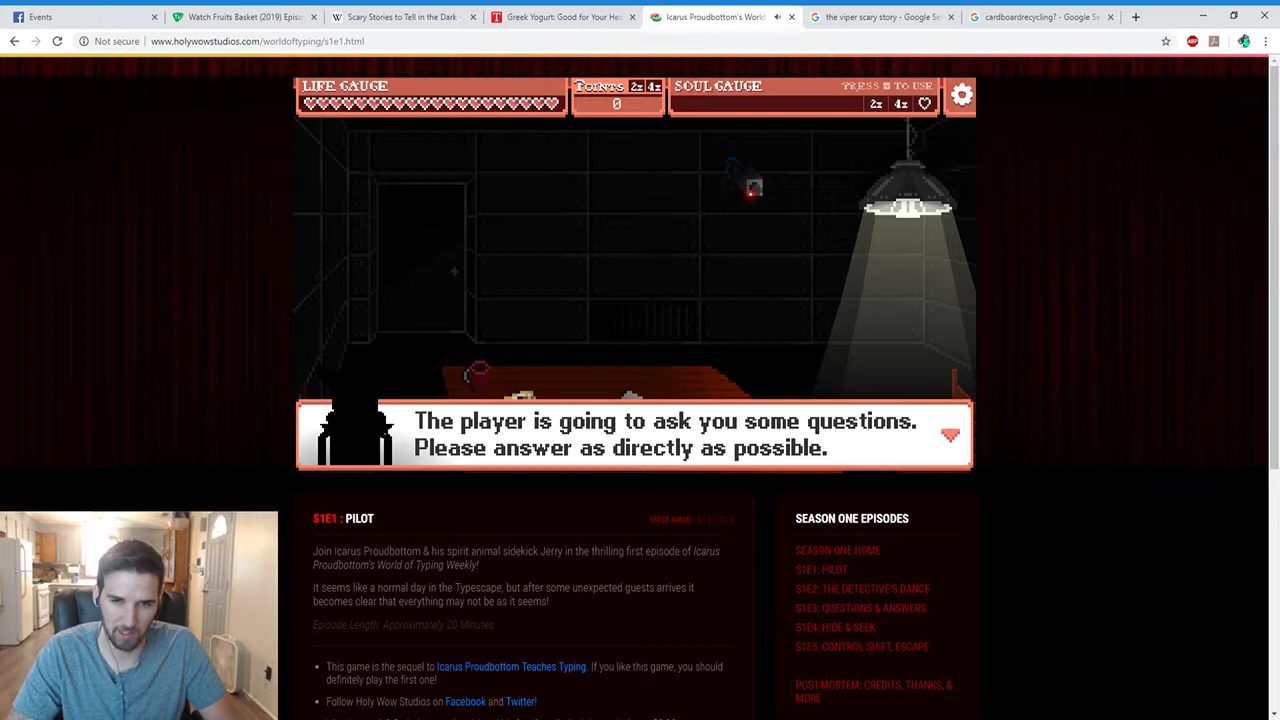 Events
Watch Fruits Basket (2019) Episo
Scary Stories to Tell in the Dark -
Greek Yogurt: Good for Your Hea
Icarus Proudbottom's World
the viper scary story - Google Se
cardboardrecycling? - Google Se
Not secure | www.holywowstudios.com/worldoftyping/s1e1.html
LIFE GAUGE
POINTS 2x 4x
0
SOUL GAUGE
PRESS TO USE
2x 4x
The player is going to ask you some questions.
Please answer as directly as possible.
S1E1 : PILOT
Join Icarus Proudbottom & his spirit animal sidekick Jerry in the thrilling first episode of Icarus
Proudbottom's World of Typing Weekly!
It seems like a normal day in the Typescape, but after some unexpected guests arrives it
becomes clear that everything may not be as it seems!
Episode Length: Approximately 20 Minutes
This game is the sequel to Icarus Proudbottom Teaches Typing. If you like this game, you should
definitely play the first one!
Follow Holy Wow Studios on Facebook and Twitter!
SEASON ONE EPISODES
SEASON ONE HOME
S1E1: PILOT
S1E2: THE DETECTIVE'S DANCE
S1E3: QUESTIONS & ANSWERS
S1E4: HIDE & SEEK
S1E5: CONTROL SHIFT, ESCAPE
POST-MORTEM: CREDITS, THANKS, &
MORE